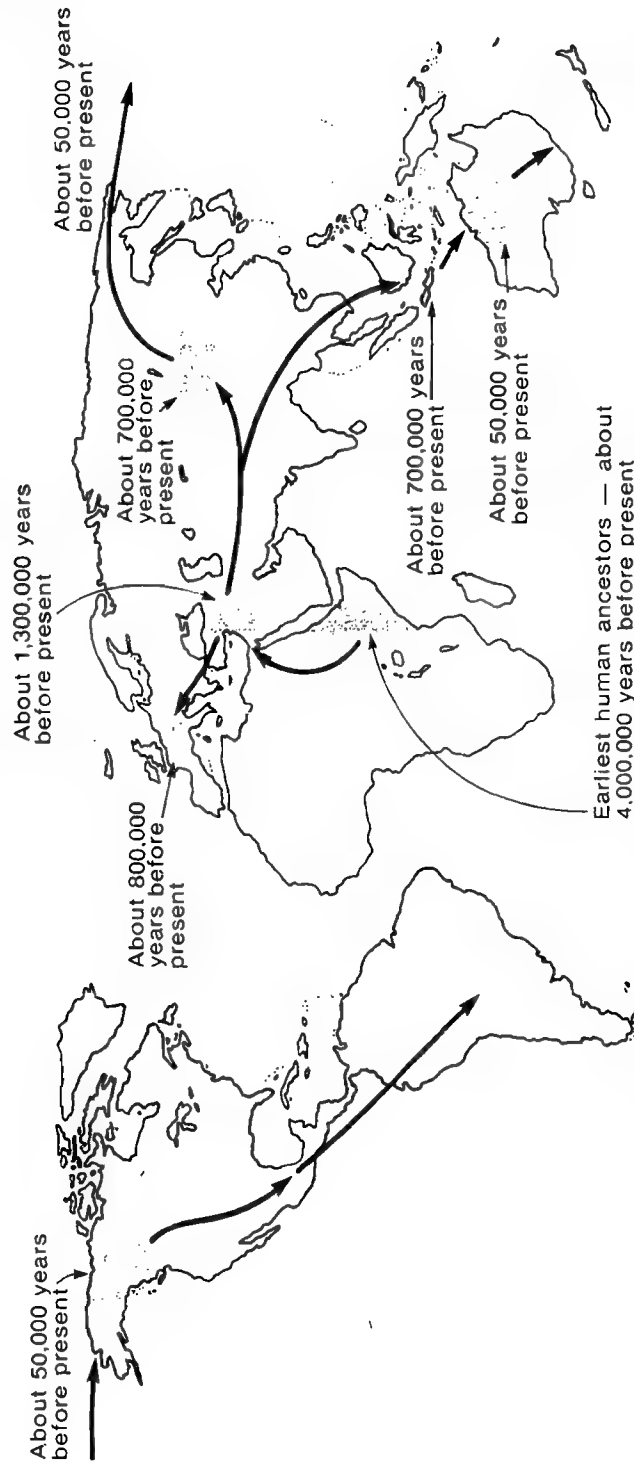 About 50,000 years
before present
About 800,000
years before
present
About 1,300,000 years
before present
About 700,000
years before
present
About 50,000 years
before present
About 700,000 years
before present
About 50,000 years
before present
Earliest human ancestors — about
4,000,000 years before present